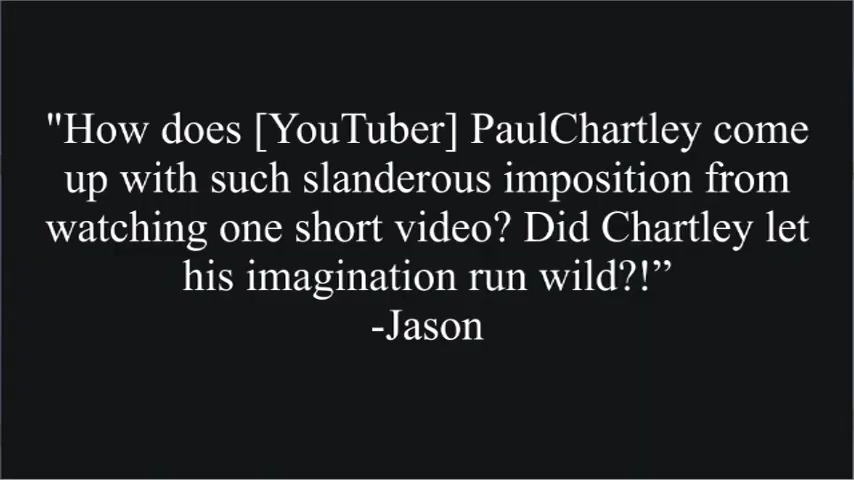 "How does [YouTuber] PaulChartley come
up with such slanderous imposition from
watching one short video? Did Chartley let
his imagination run wild?!”
-Jason